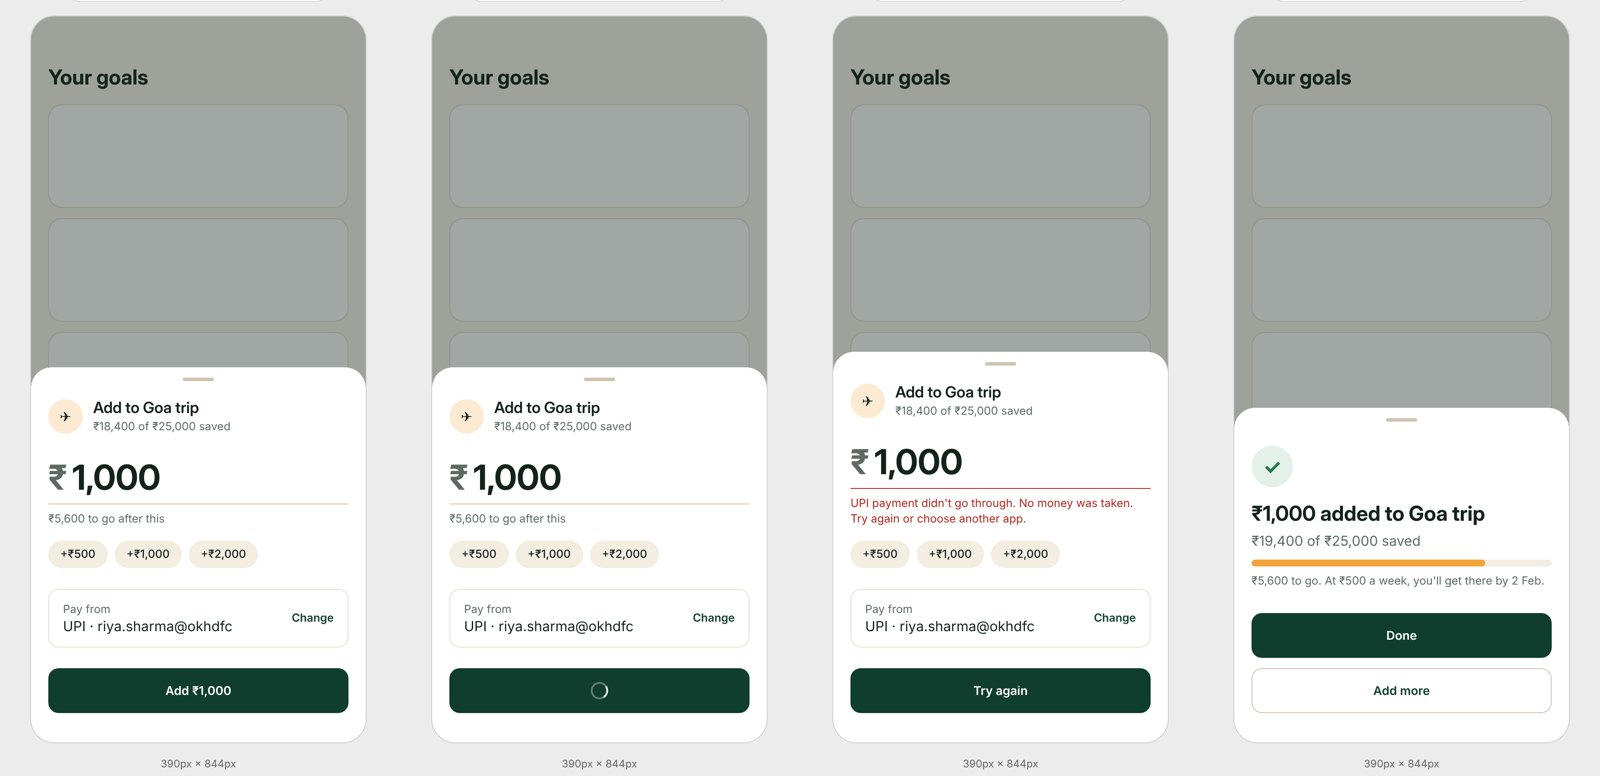 Your goals
Add to Goa trip
₹18,400 of ₹25,000 saved
₹1,000
₹5,600 to go after this
+₹500
+₹1,000
+₹2,000
Pay from
UPI · riya.sharma@okhdfc
Change
Add ₹1,000
390px × 844px
Your goals
Add to Goa trip
₹18,400 of ₹25,000 saved
₹1,000
₹5,600 to go after this
+₹500
+₹1,000
+₹2,000
Pay from
UPI · riya.sharma@okhdfc
Change
390px × 844px
Your goals
Add to Goa trip
₹18,400 of ₹25,000 saved
₹1,000
UPI payment didn't go through. No money was taken.
Try again or choose another app.
+₹500
+₹1,000
+₹2,000
Pay from
UPI · riya.sharma@okhdfc
Change
Try again
390px × 844px
Your goals
₹1,000 added to Goa trip
₹19,400 of ₹25,000 saved
₹5,600 to go. At ₹500 a week, you'll get there by 2 Feb.
Done
Add more
390px × 844px